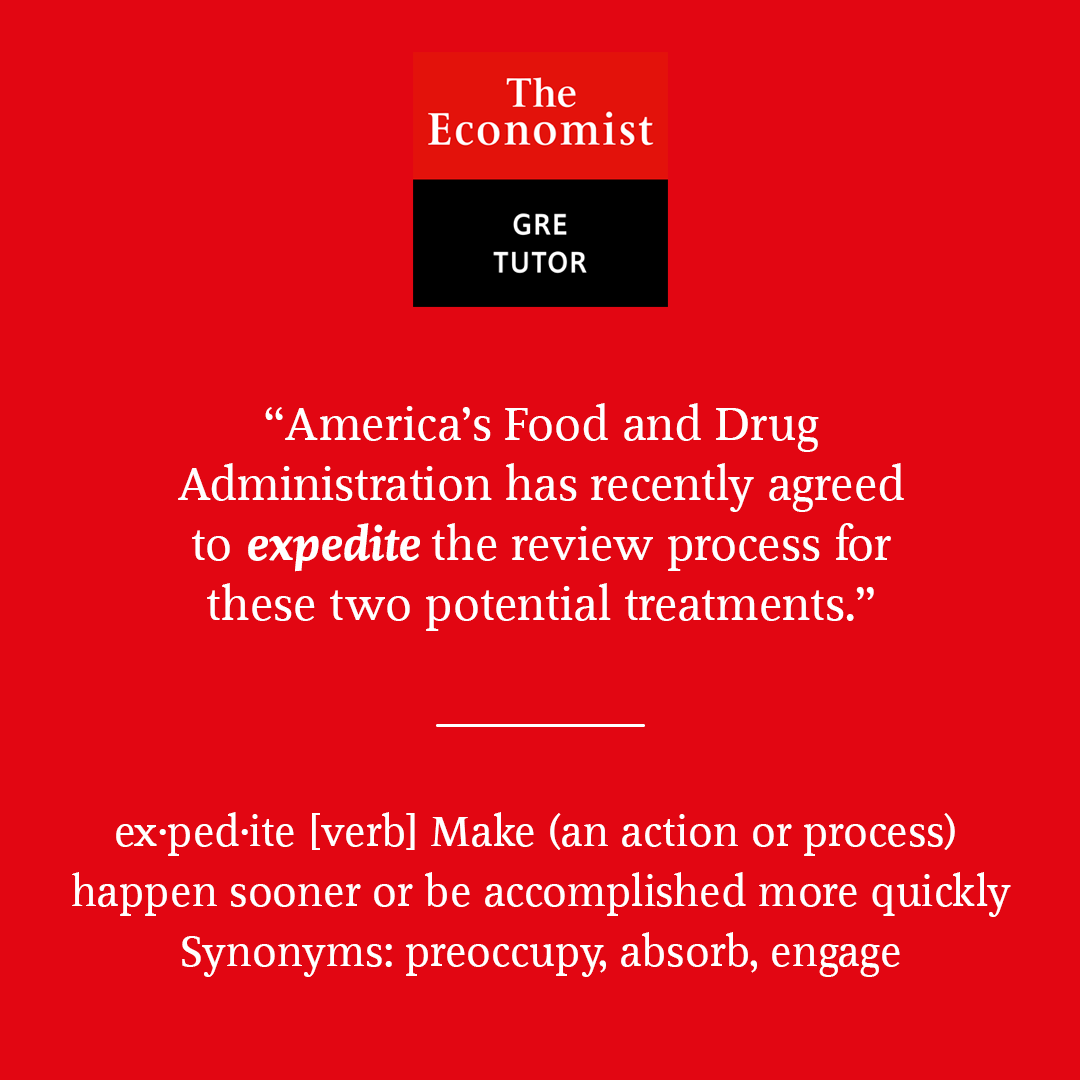 The
Economist
GRE
TUTOR
“America’s Food and Drug
Administration has recently agreed
to expedite the review process for
these two potential treatments.”
ex·ped·ite [verb] Make (an action or process)
happen sooner or be accomplished more quickly
Synonyms: preoccupy, absorb, engage